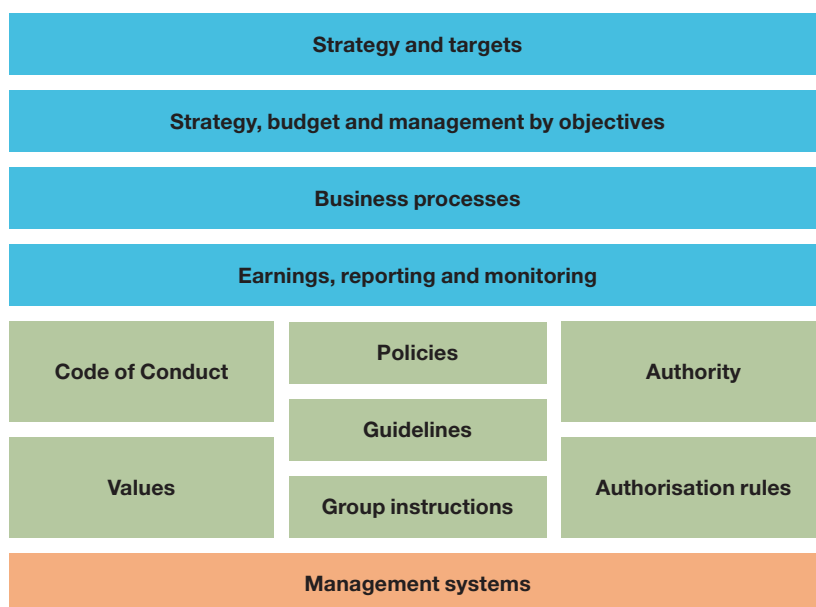 Strategy and targets
Strategy, budget and management by objectives
Business processes
Earnings, reporting and monitoring
Code of Conduct
Values
Policies
Guidelines
Group instructions
Authority
Authorisation rules
Management systems